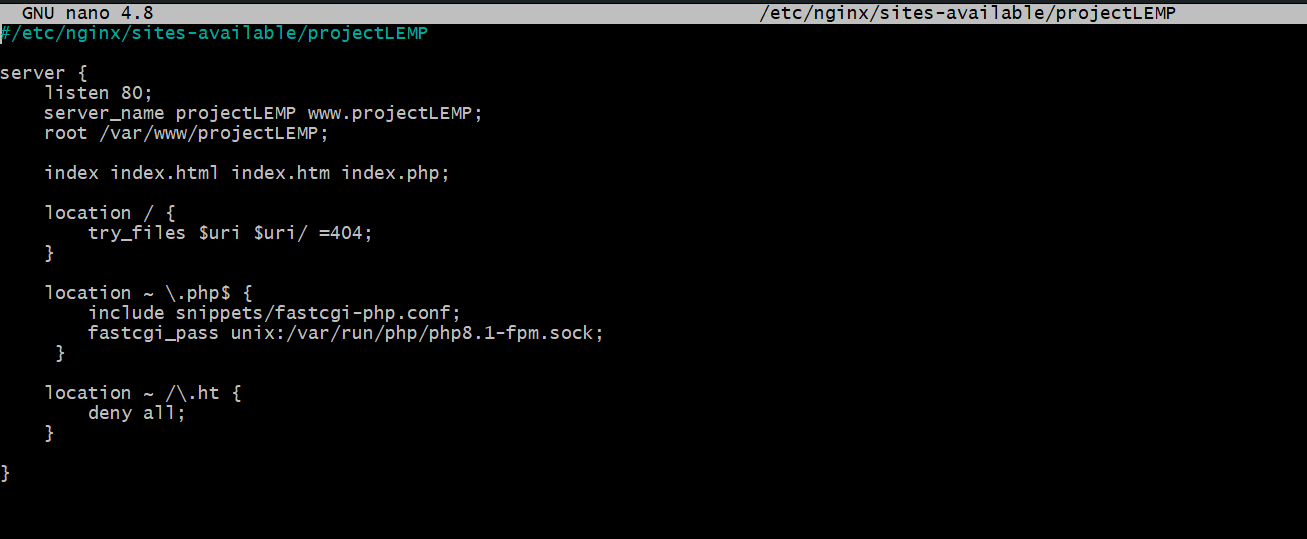 GNU nano 4.8 /etc/nginx/sites-available/projectLEMP
#/etc/nginx/sites-available/projectLEMP
server {
listen 80;
server_name projectLEMP www.projectLEMP;
root /var/www/projectLEMP;
index index.html index.htm index.php;
location / {
try_files $uri $uri/ =404;
}
location ~ \.php$ {
include snippets/fastcgi-php.conf;
fastcgi_pass unix:/var/run/php/php8.1-fpm.sock;
}
location ~ /\.ht {
deny all;
}
}